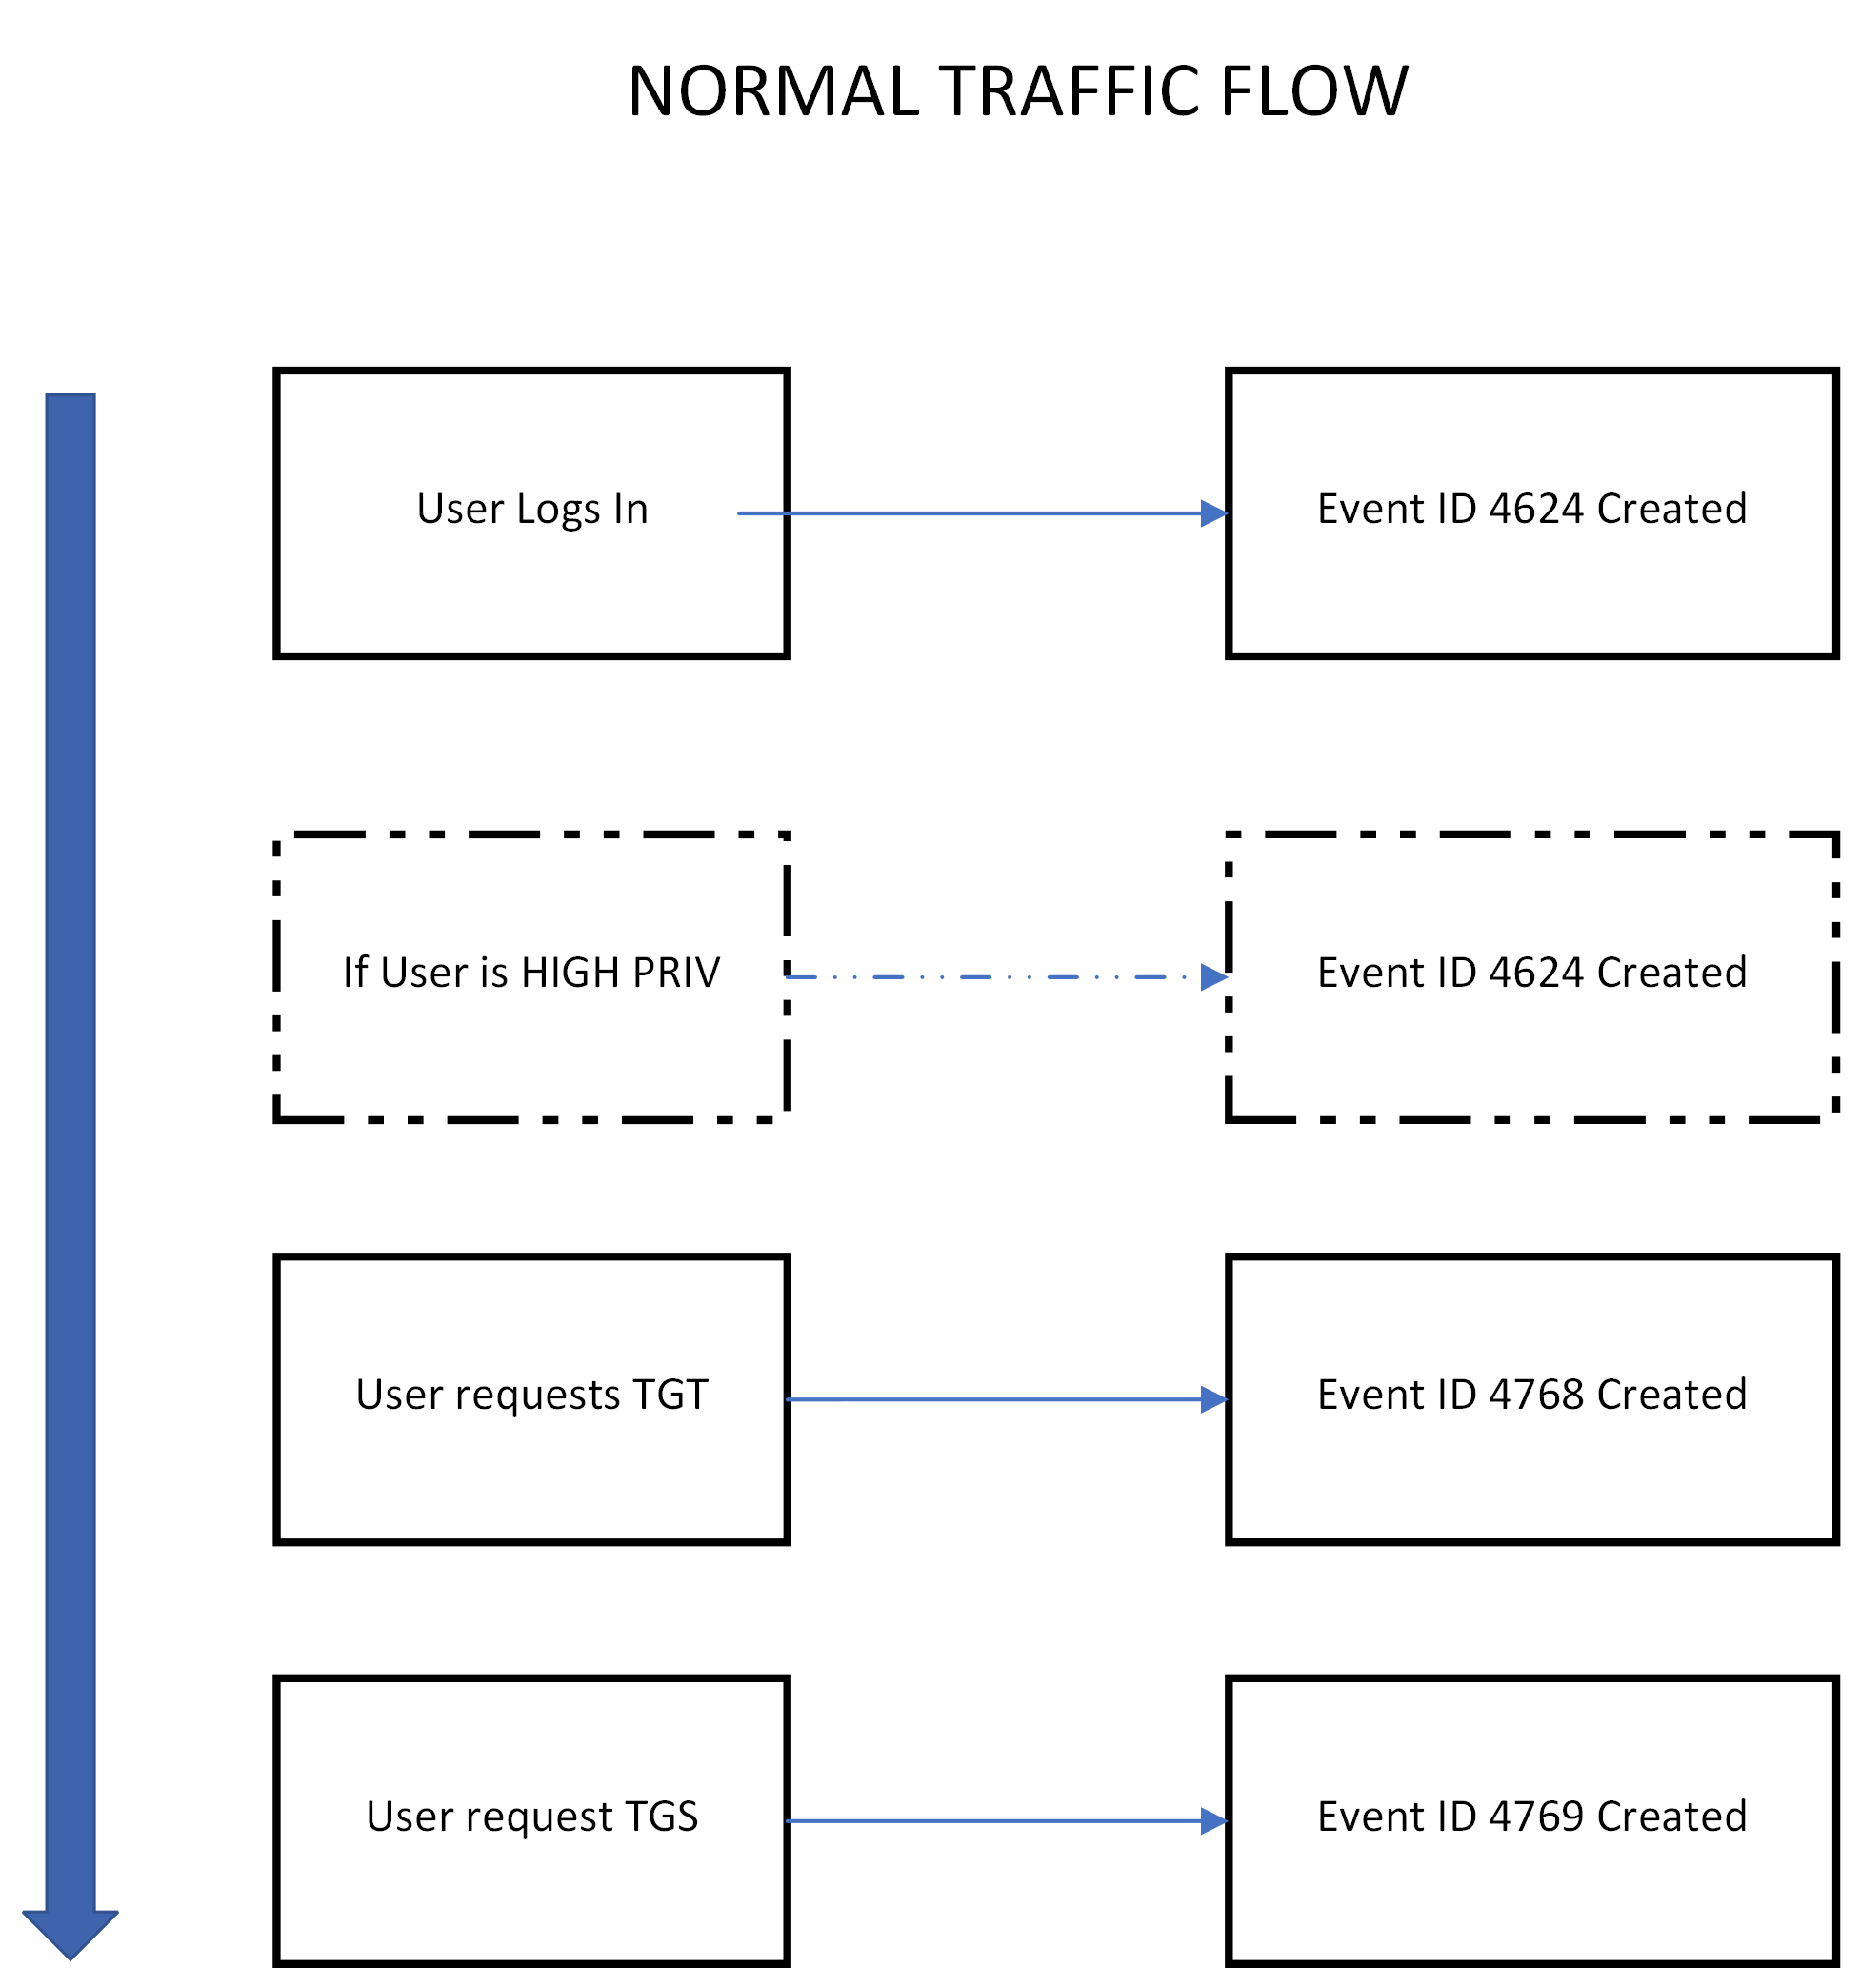 NORMAL TRAFFIC FLOW
User Logs In
Event ID 4624 Created
If User is HIGH PRIV
Event ID 4624 Created
User requests TGT
Event ID 4768 Created
User request TGS
Event ID 4769 Created